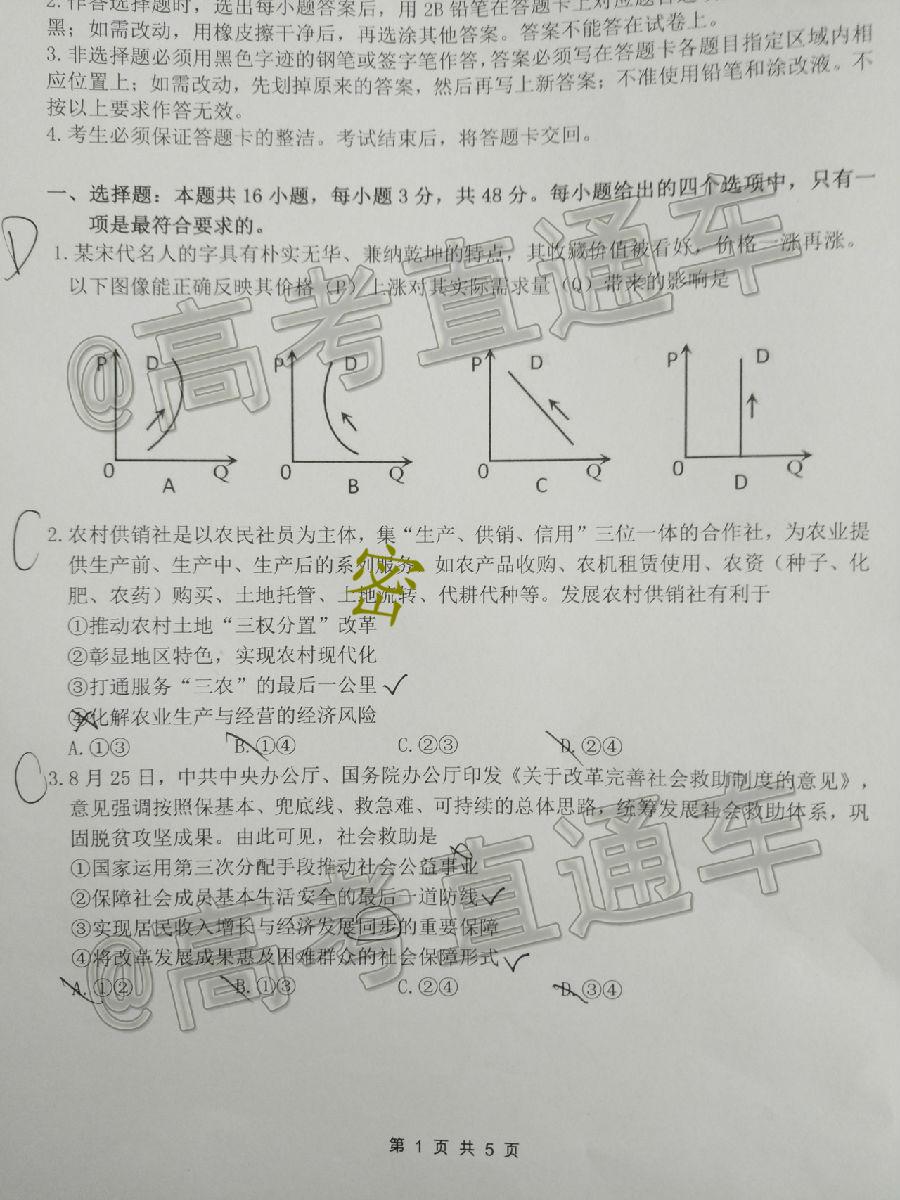 2. 作答选择题时，选出每小题答案后，用 2B 铅笔在答题卡上对应题目选项
黑；如需改动，用橡皮擦干净后，再选涂其他答案。答案不能答在试卷上。
3. 非选择题必须用黑色字迹的钢笔或签字笔作答，答案必须写在答题卡各题目指定区域内相
应位置上；如需改动，先划掉原来的答案，然后再写上新答案；不准使用铅笔和涂改液。不
按以上要求作答无效。
4. 考生必须保证答题卡的整洁。考试结束后，将答题卡交回。
一、选择题：本题共 16 小题，每小题 3 分，共 48 分。每小题给出的四个选项中，只有一
项是最符合要求的。
D
1. 某宋代名人的字具有朴实无华、兼纳乾坤的特点，其收藏价值被看好，价格一涨再涨。
以下图像能正确反映其价格（P）上涨对其实际需求量（Q）带来的影响是
@高考直通车
P D P D P D P D
0 Q 0 Q 0 Q 0 Q
A B C D
C
2. 农村供销社是以农民社员为主体，集“生产、供销、信用”三位一体的合作社，为农业提
供生产前、生产中、生产后的系列服务，如农产品收购、农机租赁使用、农资（种子、化
肥、农药）购买、土地托管、土地流转、代耕代种等。发展农村供销社有利于
密
①推动农村土地“三权分置”改革
②彰显地区特色，实现农村现代化
③打通服务“三农”的最后一公里
④化解农业生产与经营的经济风险
A. ①③ B. ①④ C. ②③ D. ②④
C
3. 8 月 25 日，中共中央办公厅、国务院办公厅印发《关于改革完善社会救助制度的意见》，
意见强调按照保基本、兜底线、救急难、可持续的总体思路，统筹发展社会救助体系，巩
固脱贫攻坚成果。由此可见，社会救助是
①国家运用第三次分配手段推动社会公益事业
②保障社会成员基本生活安全的最后一道防线
③实现居民收入增长与经济发展同步的重要保障
④将改革发展成果惠及困难群众的社会保障形式
A. ①② B. ①③ C. ②④ D. ③④
@高考直通车
第 1 页 共 5 页